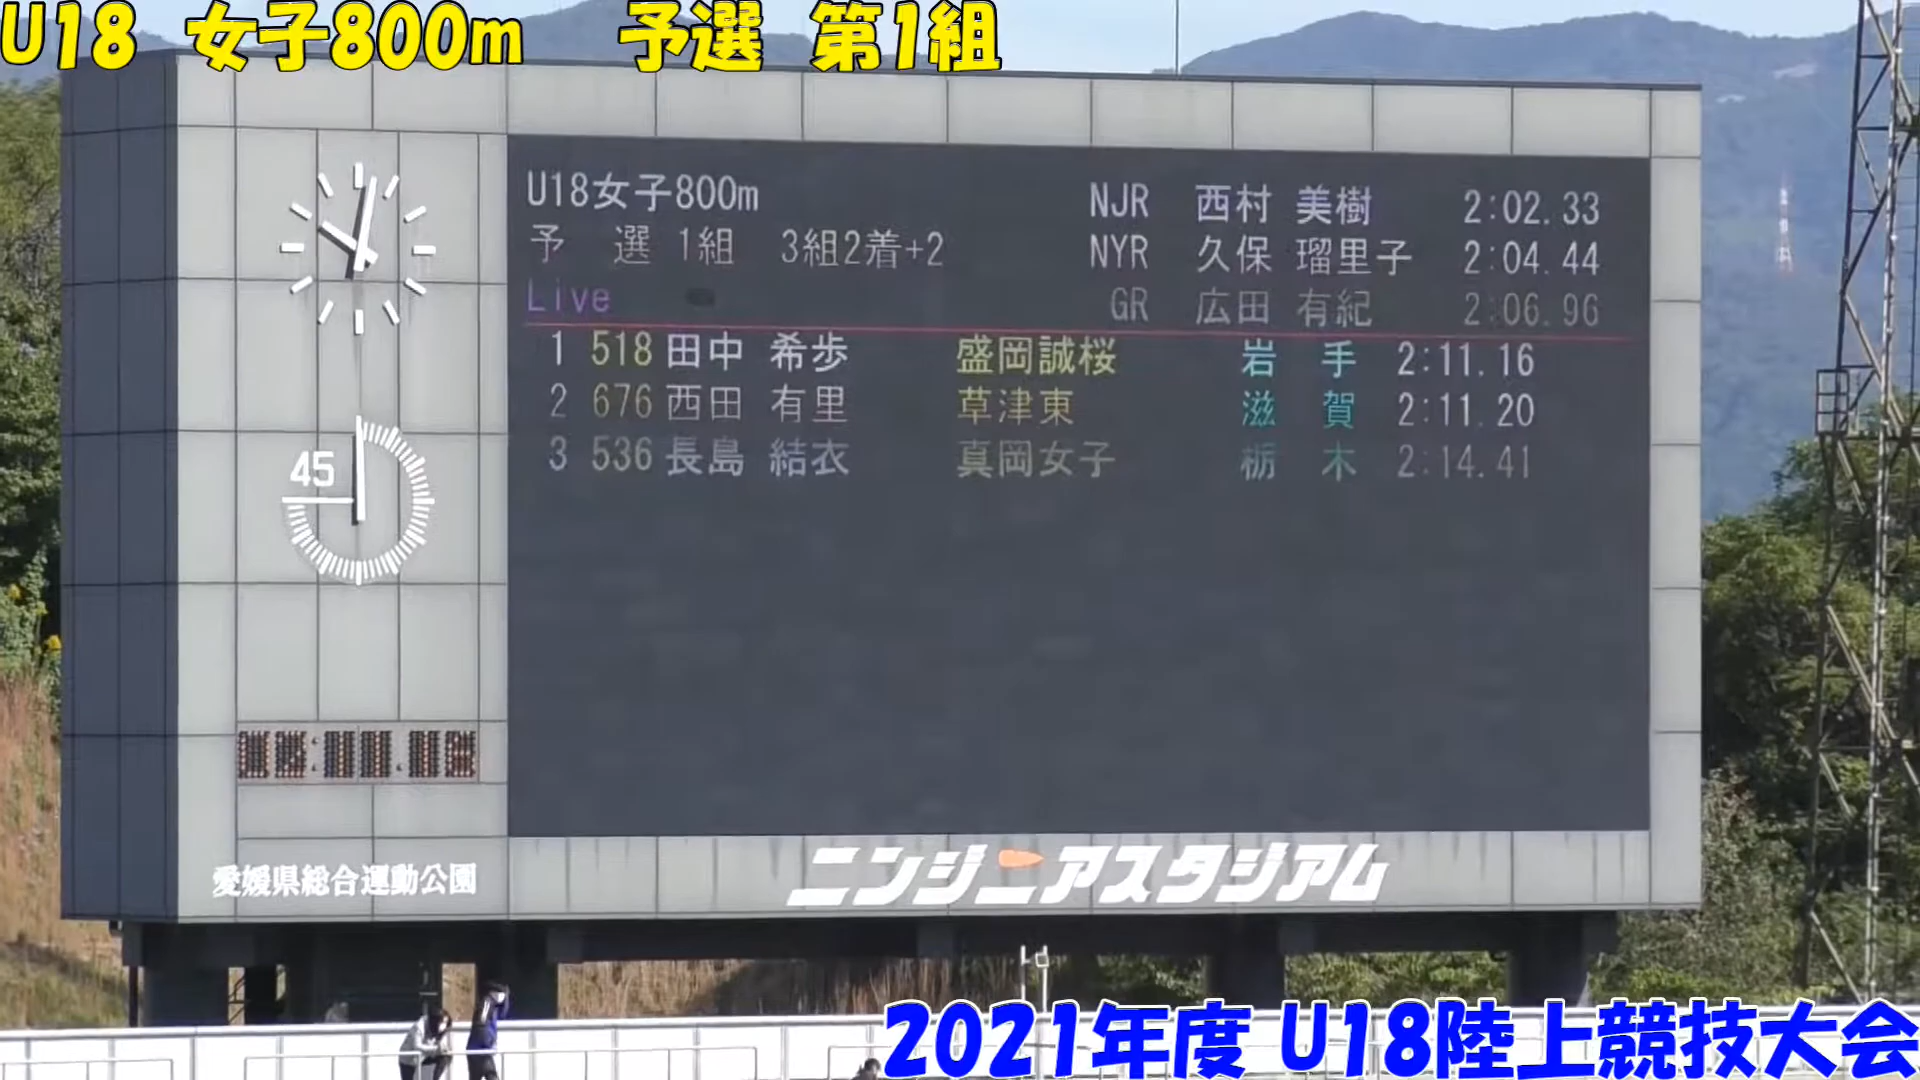 U18 女子800m 予選 第1組
U18女子800m
予 選 1組 3組2着+2
Live
NJR 西村 美樹 2:02.33
NYR 久保 瑠里子 2:04.44
GR 広田 有紀 2:06.96
1 518 田中 希歩 盛岡誠桜 岩 手 2:11.16
2 676 西田 有里 草津東 滋 賀 2:11.20
3 536 長島 結衣 真岡女子 栃 木 2:14.41
45
愛媛県総合運動公園
ニンジニアスタジアム
2021年度 U18陸上競技大会